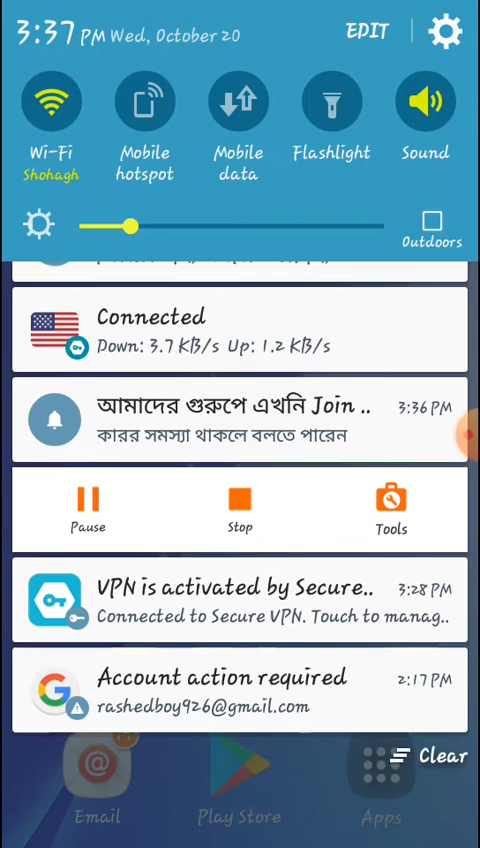 3:37 PM Wed, October 20 EDIT
Wi-Fi Mobile hotspot Mobile data Flashlight Sound
Shohagh
Outdoors
Connected
Down: 3.7 KB/s Up: 1.2 KB/s
আমাদের গুরুপে এখনি Join .. 3:36 PM
কারর সমস্যা থাকলে বলতে পারেন
Pause Stop Tools
VPN is activated by Secure.. 3:28 PM
Connected to Secure VPN. Touch to manag..
Account action required 2:17 PM
rashedboy926@gmail.com
Clear
Email Play Store Apps